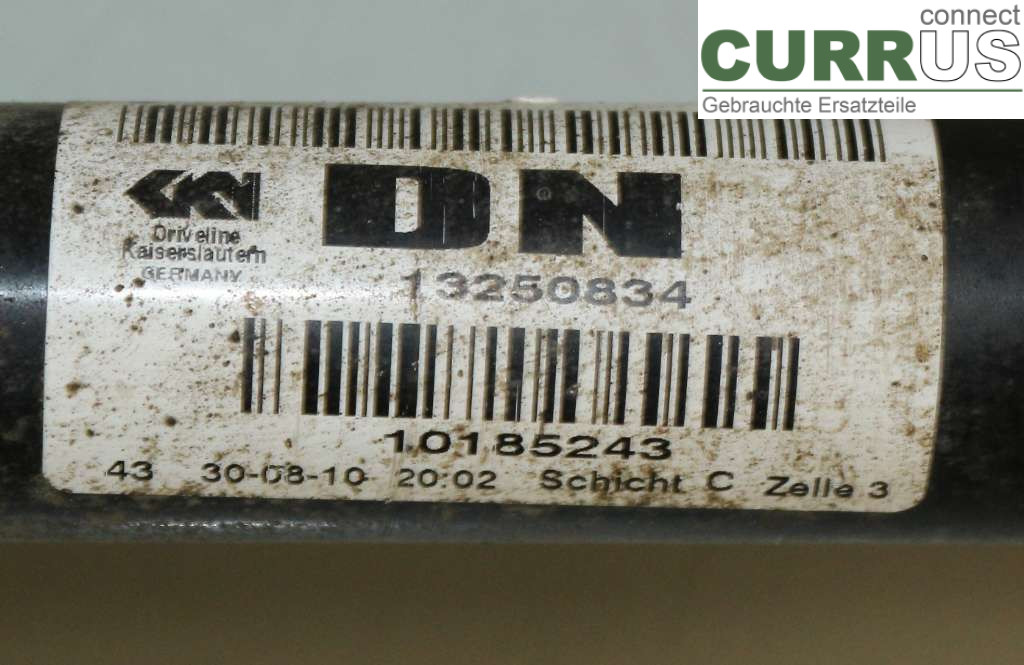 connect
CURRUS
Gebrauchte Ersatzteile
GKN
Driveline
Kaiserslautern
GERMANY
DN
13250834
10185243
43 30-08-10 20:02 Schicht C Zelle 3